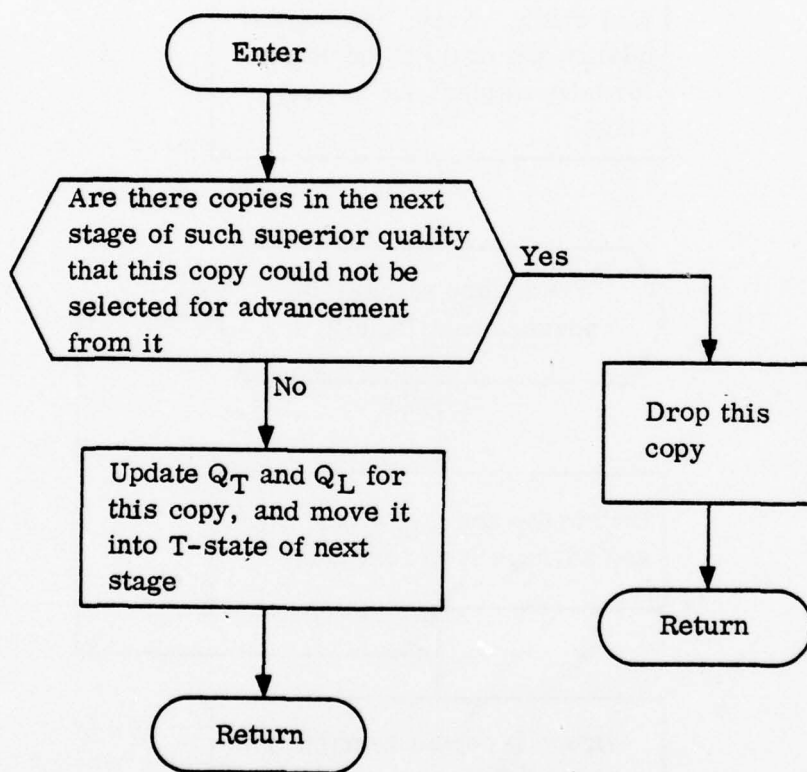 Enter
Are there copies in the next
stage of such superior quality
that this copy could not be
selected for advancement
from it
Yes
No
Drop this
copy
Update QT and QL for
this copy, and move it
into T-state of next
stage
Return
Return